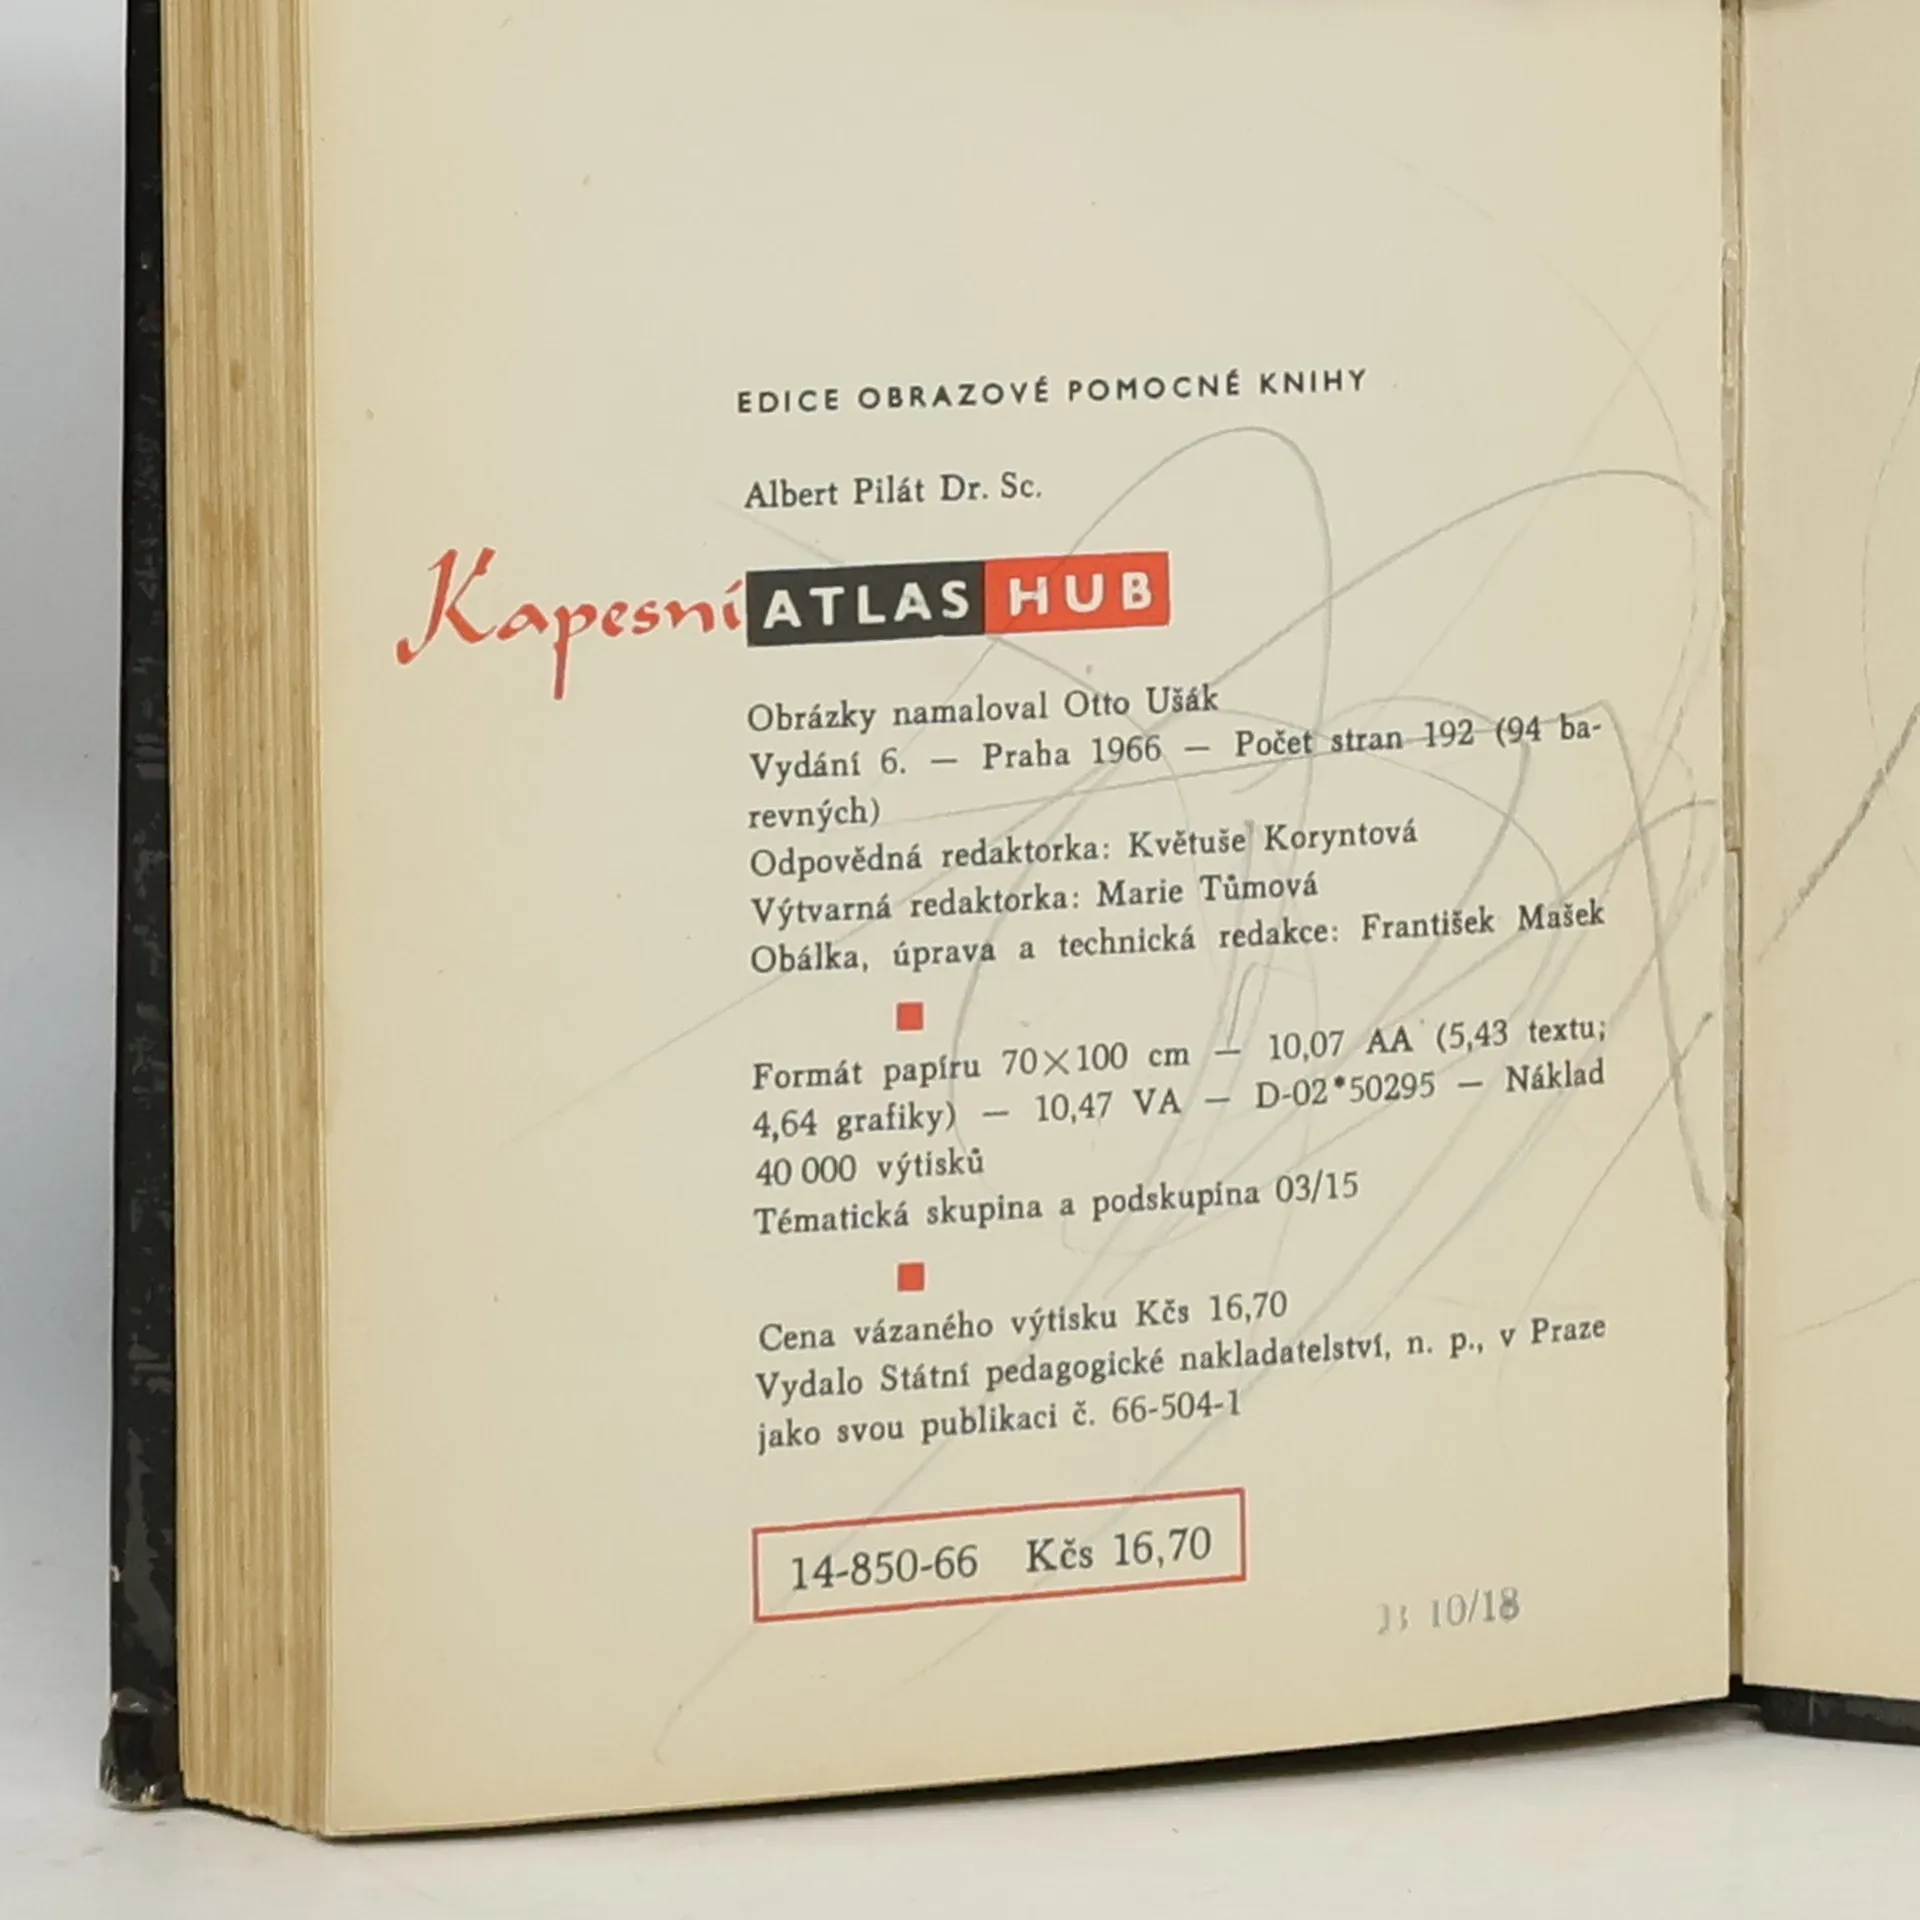 EDICE OBRAZOVÉ POMOCNÉ KNIHY
Albert Pilát Dr. Sc.
Kapesní ATLAS HUB
Obrázky namaloval Otto Ušák
Vydání 6. — Praha 1966 — Počet stran 192 (94 ba-
revných)
Odpovědná redaktorka: Květuše Koryntová
Výtvarná redaktorka: Marie Tůmová
Obálka, úprava a technická redakce: František Mašek
Formát papíru 70×100 cm — 10,07 AA (5,43 textu;
4,64 grafiky) — 10,47 VA — D-02*50295 — Náklad
40 000 výtisků
Tématická skupina a podskupina 03/15
Cena vázaného výtisku Kčs 16,70
Vydalo Státní pedagogické nakladatelství, n. p., v Praze
jako svou publikaci č. 66-504-1
14-850-66 Kčs 16,70
10/18